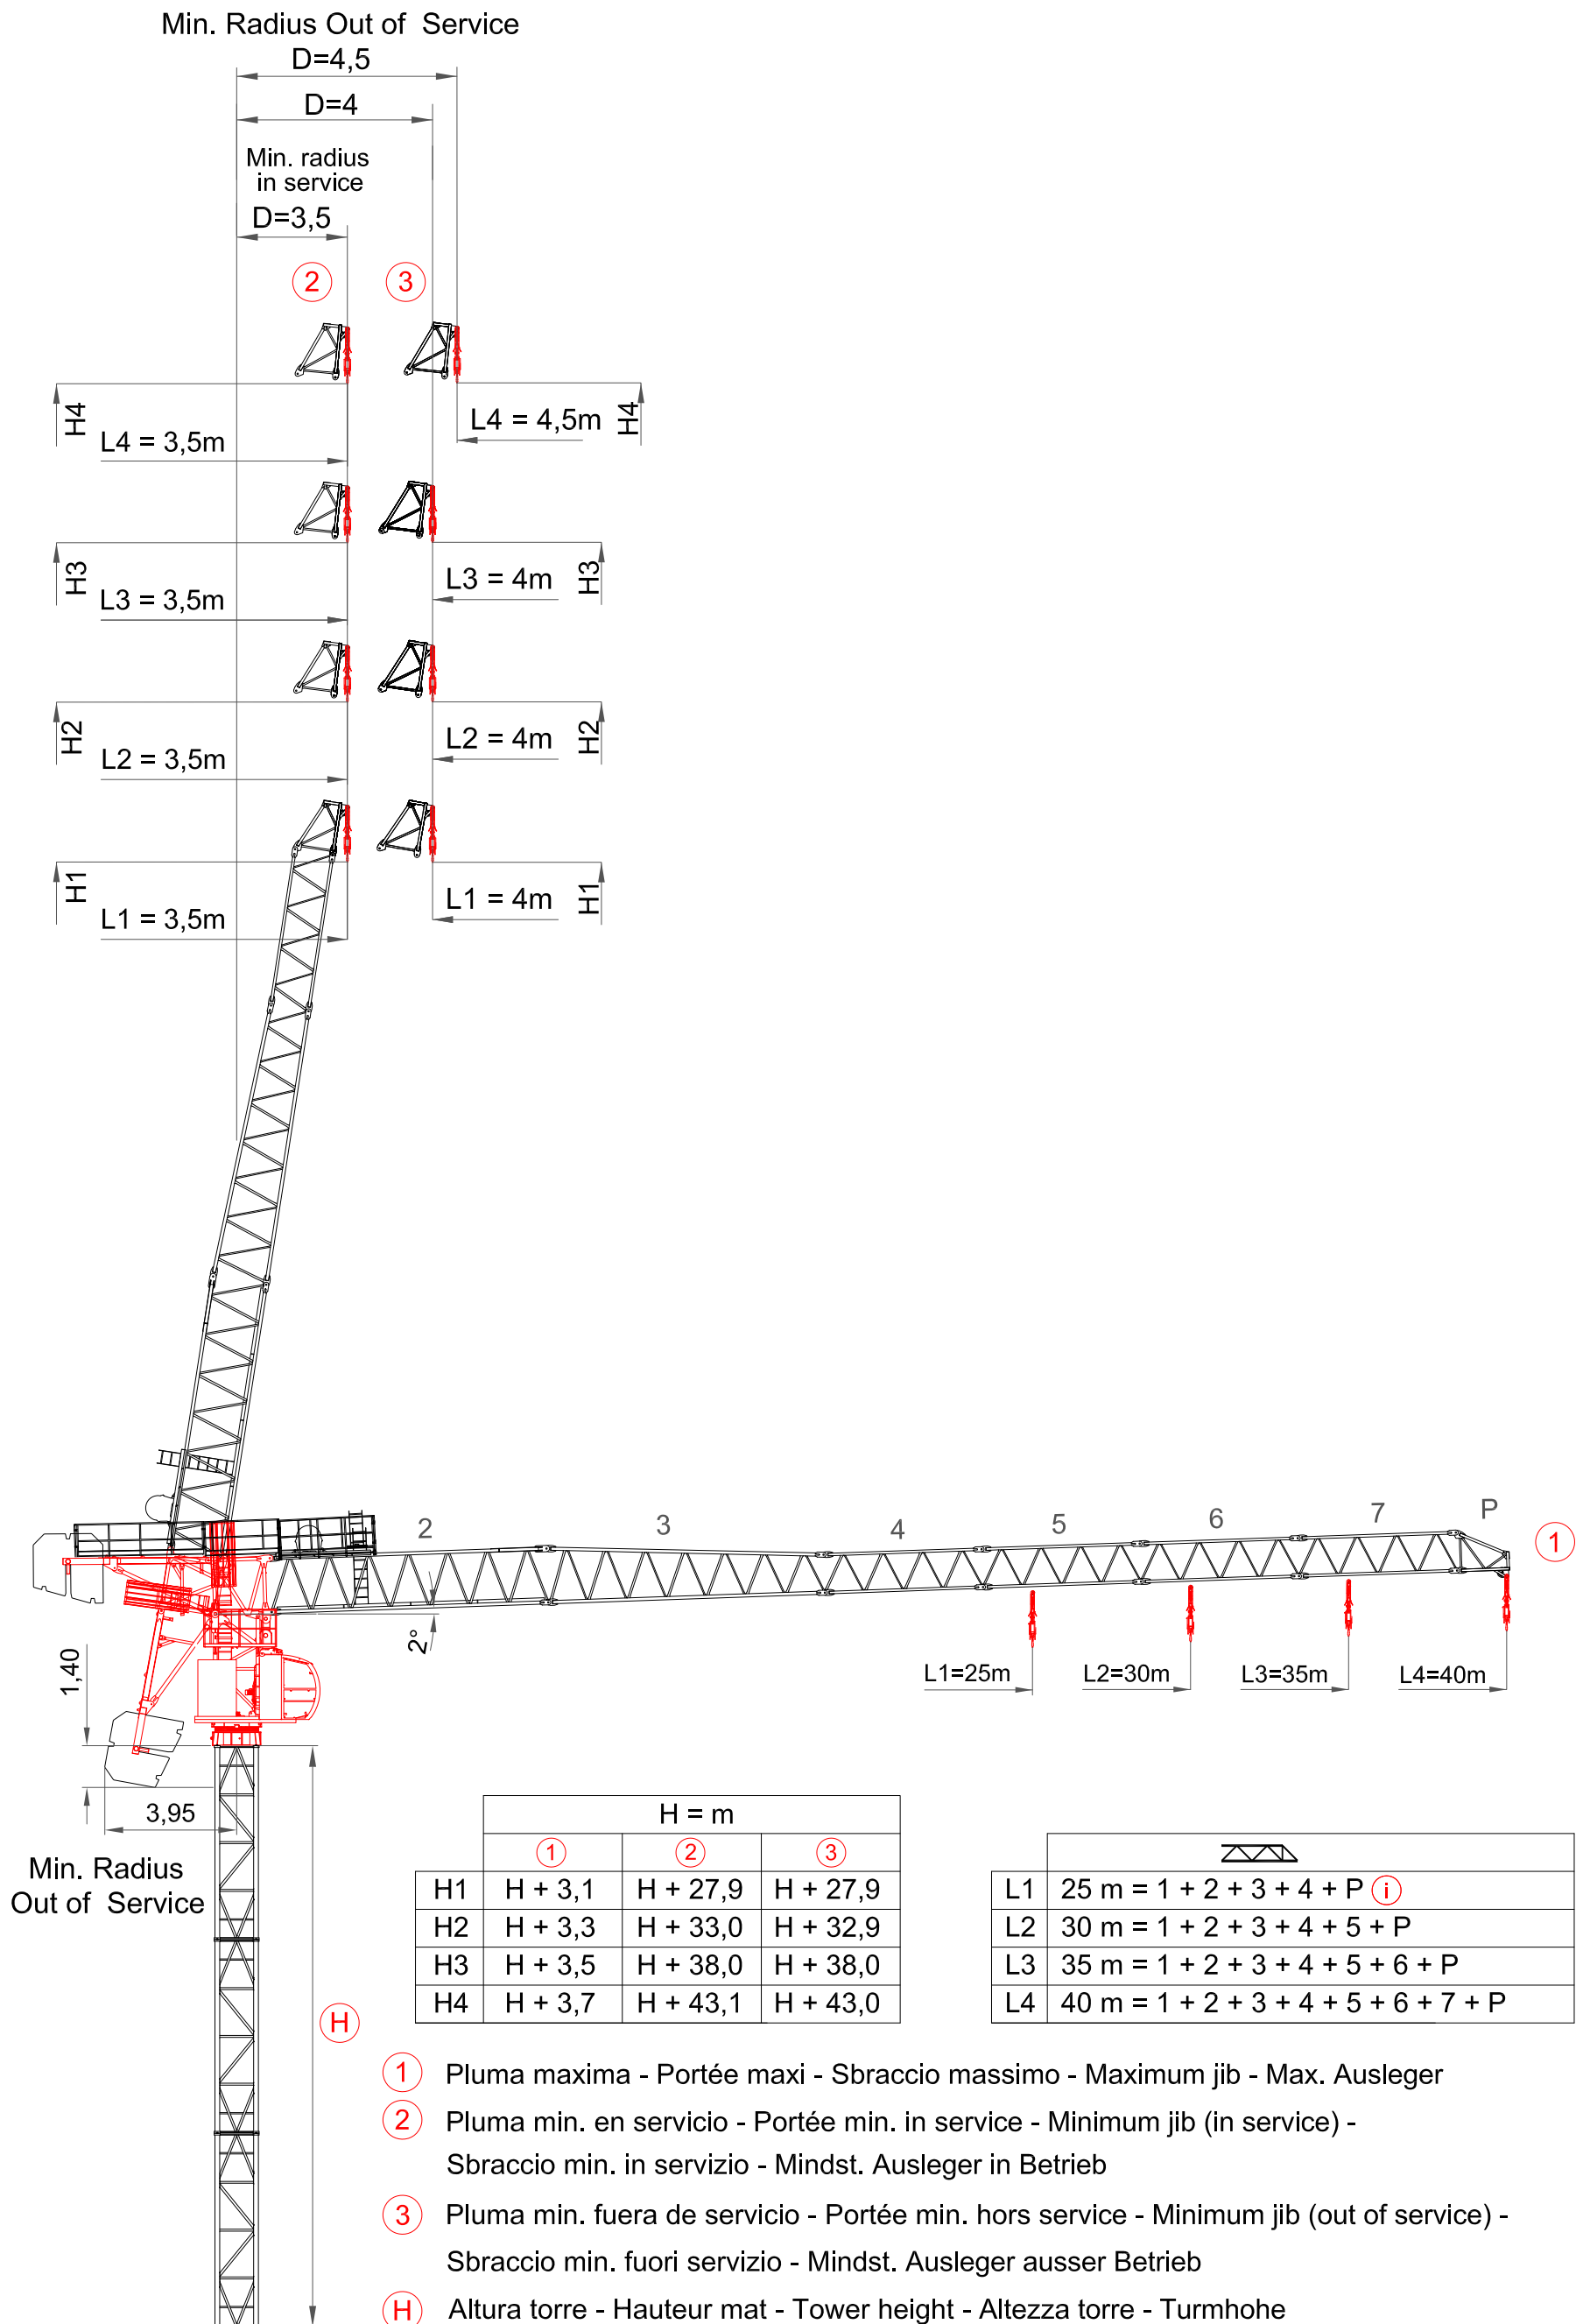 Min. Radius Out of Service
D=4,5
D=4
Min. radius
in service
D=3,5
2
3
H4
L4 = 3,5m
L4 = 4,5m
H4
H3
L3 = 3,5m
L3 = 4m
H3
H2
L2 = 3,5m
L2 = 4m
H2
H1
L1 = 3,5m
L1 = 4m
H1
2
3
4
5
6
7
P
1
2°
1,40
L1=25m
L2=30m
L3=35m
L4=40m
3,95
Min. Radius
Out of Service
H
H = m
1 2 3
H1 H + 3,1 H + 27,9 H + 27,9
H2 H + 3,3 H + 33,0 H + 32,9
H3 H + 3,5 H + 38,0 H + 38,0
H4 H + 3,7 H + 43,1 H + 43,0
L1 25 m = 1 + 2 + 3 + 4 + P i
L2 30 m = 1 + 2 + 3 + 4 + 5 + P
L3 35 m = 1 + 2 + 3 + 4 + 5 + 6 + P
L4 40 m = 1 + 2 + 3 + 4 + 5 + 6 + 7 + P
1 Pluma maxima - Portée maxi - Sbraccio massimo - Maximum jib - Max. Ausleger
2 Pluma min. en servicio - Portée min. in service - Minimum jib (in service) -
Sbraccio min. in servizio - Mindst. Ausleger in Betrieb
3 Pluma min. fuera de servicio - Portée min. hors service - Minimum jib (out of service) -
Sbraccio min. fuori servizio - Mindst. Ausleger ausser Betrieb
H Altura torre - Hauteur mat - Tower height - Altezza torre - Turmhohe